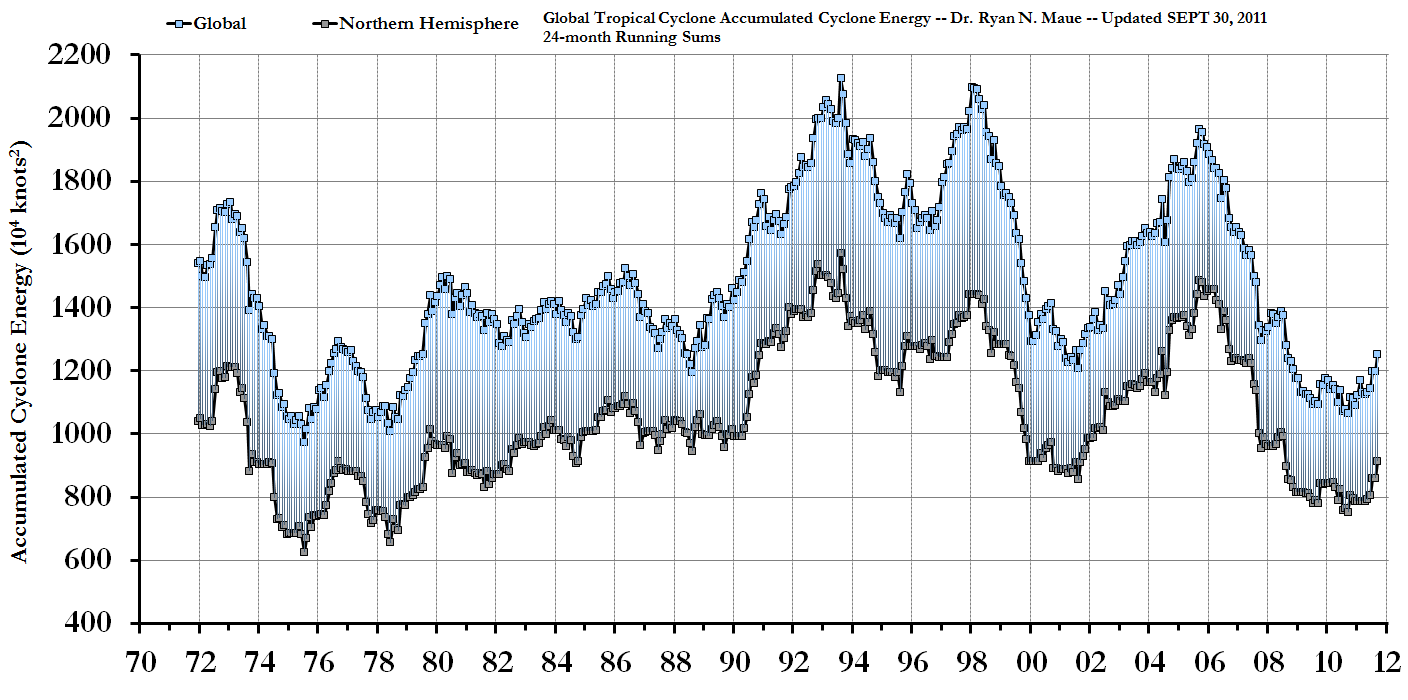 Global
Northern Hemisphere
Global Tropical Cyclone Accumulated Cyclone Energy -- Dr. Ryan N. Maue -- Updated SEPT 30, 2011
24-month Running Sums
Accumulated Cyclone Energy (10⁴ knots²)
2200
2000
1800
1600
1400
1200
1000
800
600
400
70 72 74 76 78 80 82 84 86 88 90 92 94 96 98 00 02 04 06 08 10 12